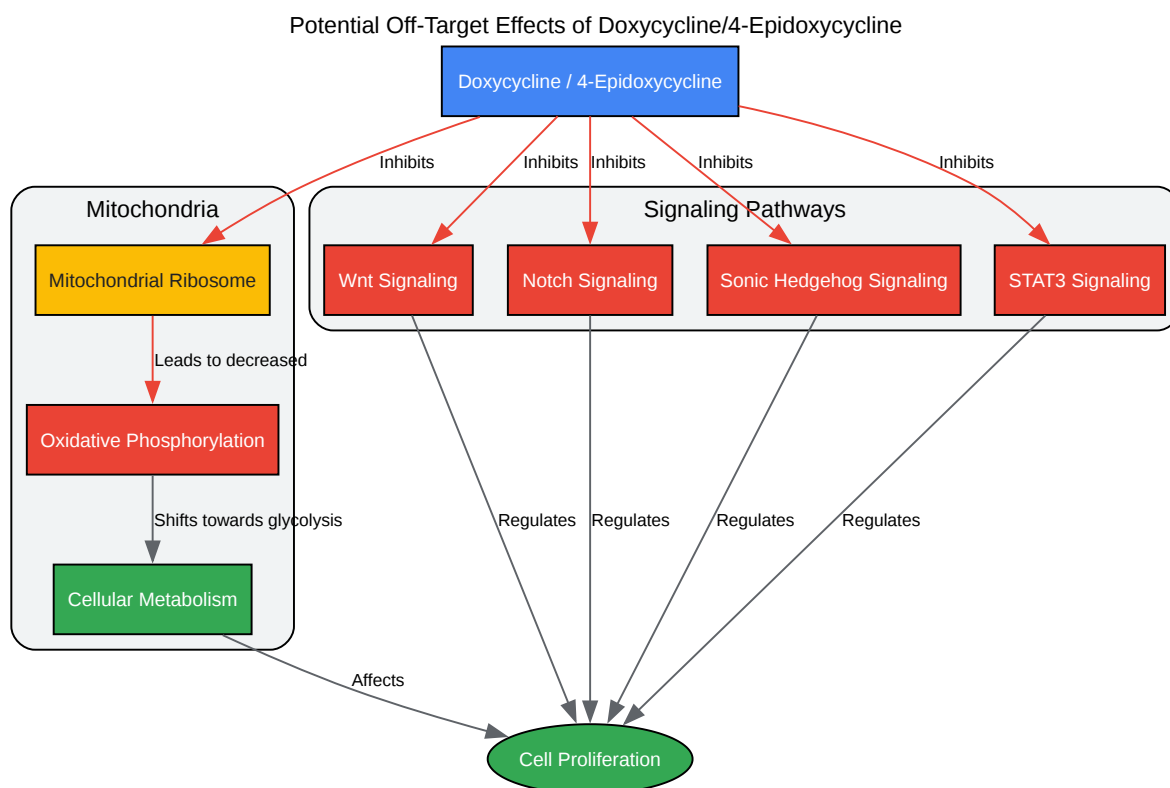 Potential Off-Target Effects of Doxycycline/4-Epidoxycycline
Doxycycline / 4-Epidoxycycline
Inhibits
Inhibits
Inhibits
Inhibits
Inhibits
Mitochondria
Signaling Pathways
Mitochondrial Ribosome
Wnt Signaling
Notch Signaling
Sonic Hedgehog Signaling
STAT3 Signaling
Leads to decreased
Oxidative Phosphorylation
Shifts towards glycolysis
Regulates
Regulates
Regulates
Regulates
Cellular Metabolism
Affects
Cell Proliferation